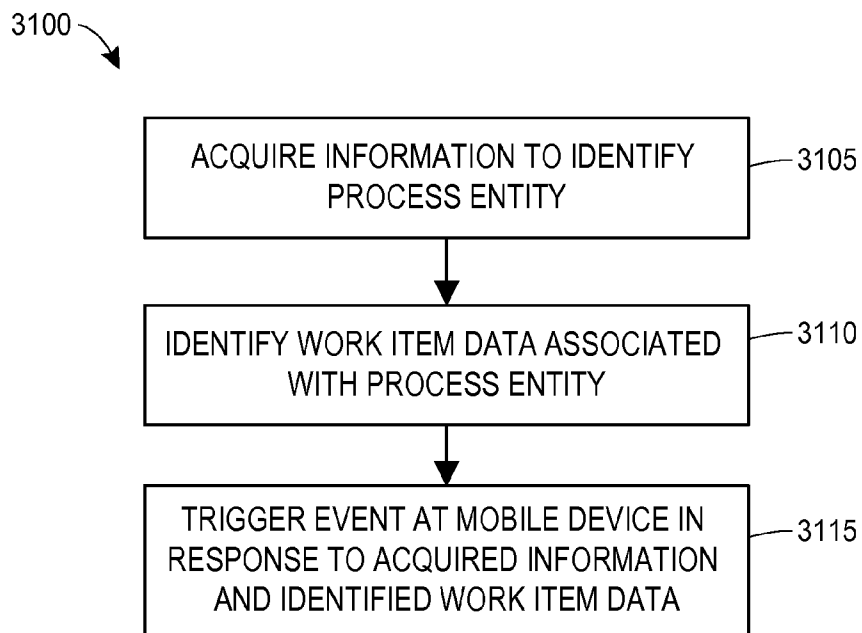 3100
ACQUIRE INFORMATION TO IDENTIFY
PROCESS ENTITY
3105
IDENTIFY WORK ITEM DATA ASSOCIATED
WITH PROCESS ENTITY
3110
TRIGGER EVENT AT MOBILE DEVICE IN
RESPONSE TO ACQUIRED INFORMATION
AND IDENTIFIED WORK ITEM DATA
3115